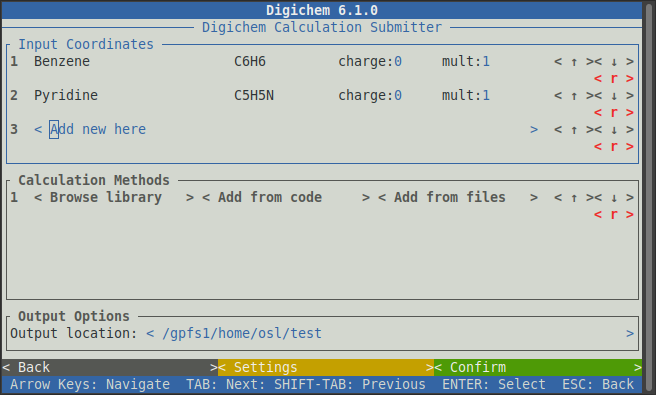 Digichem 6.1.0
Digichem Calculation Submitter
Input Coordinates
1 Benzene C6H6 charge:0 mult:1 < ↑ >< ↓ >
< r >
2 Pyridine C5H5N charge:0 mult:1 < ↑ >< ↓ >
< r >
3 < Add new here > < ↑ >< ↓ >
< r >
Calculation Methods
1 < Browse library > < Add from code > < Add from files > < ↑ >< ↓ >
< r >
Output Options
Output location: < /gpfs1/home/osl/test >
< Back >< Settings >< Confirm >
Arrow Keys: Navigate TAB: Next: SHIFT-TAB: Previous ENTER: Select ESC: Back